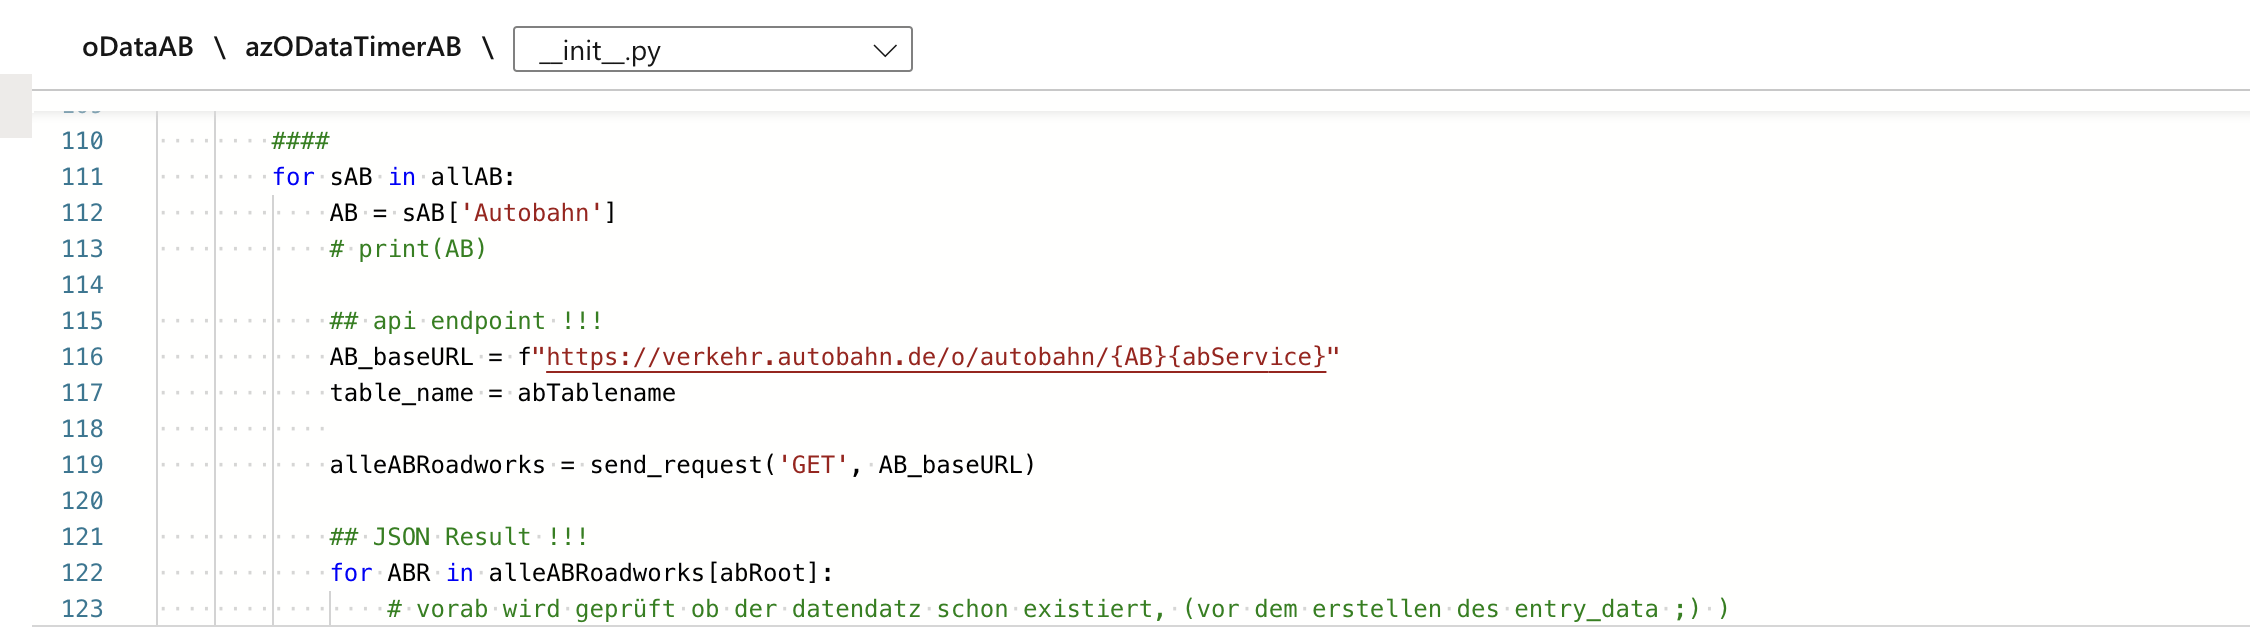 oDataAB \ azODataTimerAB \ __init__.py
110 ####
111 for sAB in allAB:
112 AB = sAB['Autobahn']
113 # print(AB)
114
115 ## api endpoint !!!
116 AB_baseURL = f"https://verkehr.autobahn.de/o/autobahn/{AB}{abService}"
117 table_name = abTablename
118
119 alleABRoadworks = send_request('GET', AB_baseURL)
120
121 ## JSON Result !!!
122 for ABR in alleABRoadworks[abRoot]:
123 # vorab wird geprüft ob der datendatz schon existiert, (vor dem erstellen des entry_data ;) )